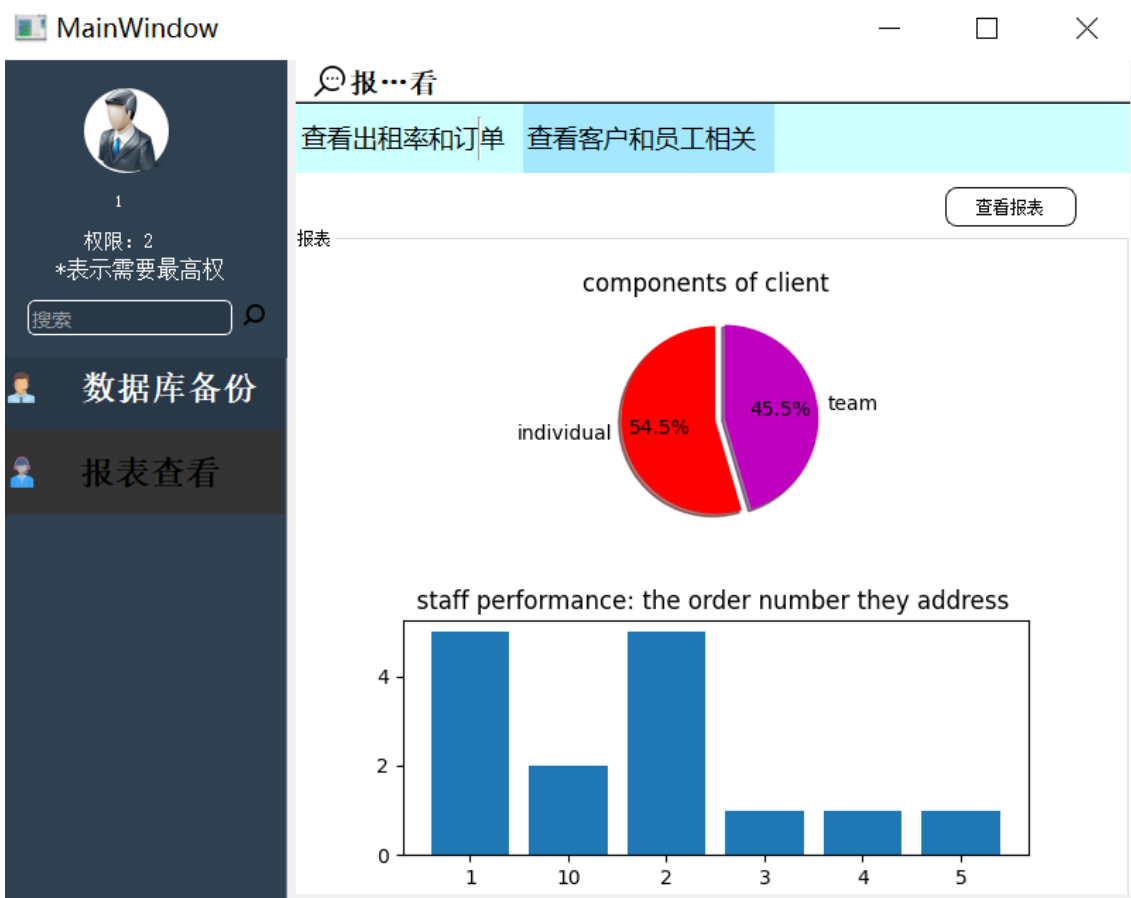 MainWindow
报…看
查看出租率和订单 查看客户和员工相关
1
权限：2
*表示需要最高权
搜索
数据库备份
报表查看
查看报表
报表
components of client
individual 54.5% 45.5% team
staff performance: the order number they address
4
2
0
1 10 2 3 4 5